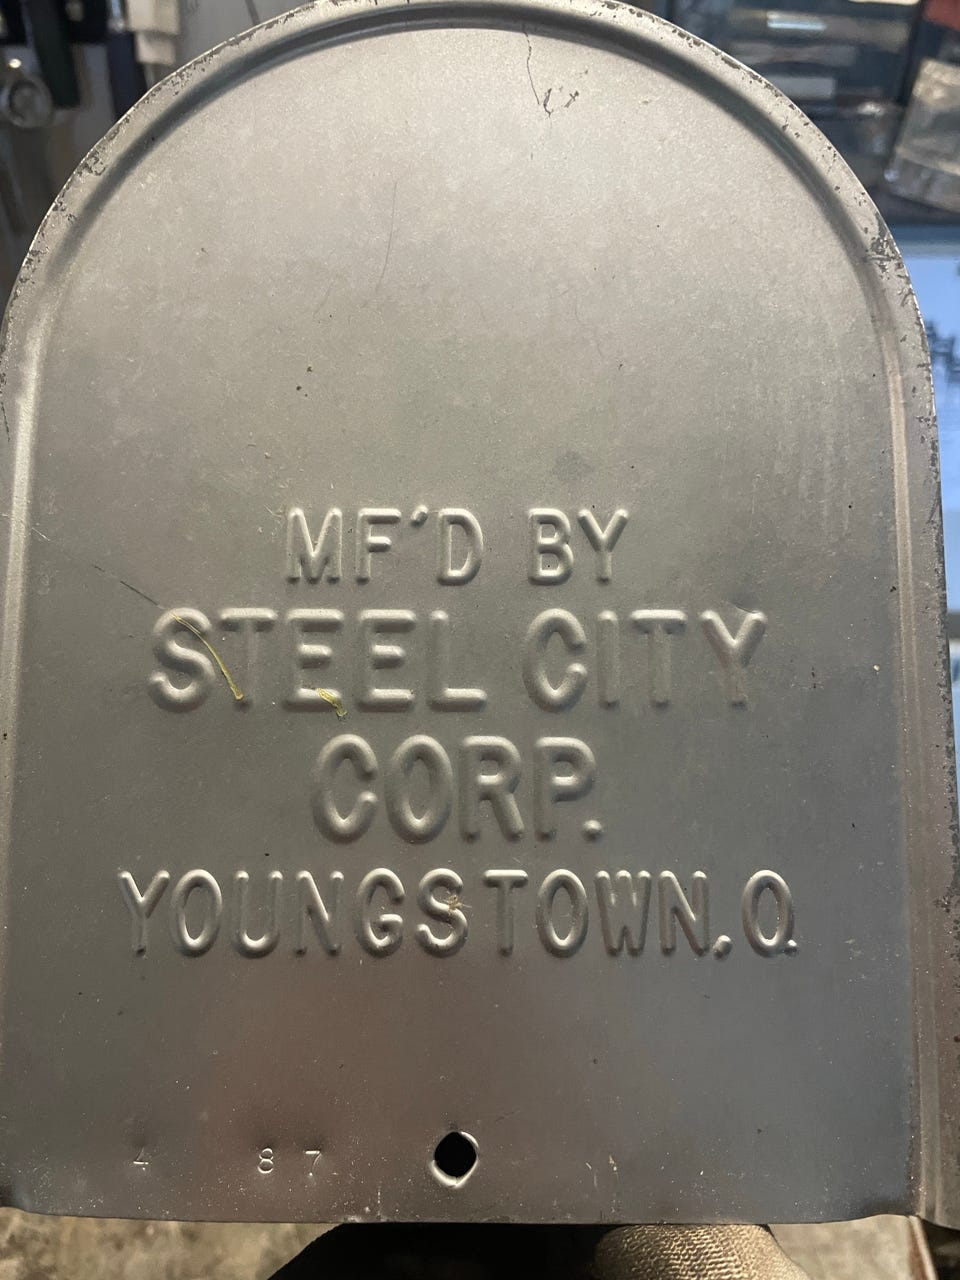 MF'D BY
STEEL CITY
CORP.
YOUNGSTOWN, O.
4 87